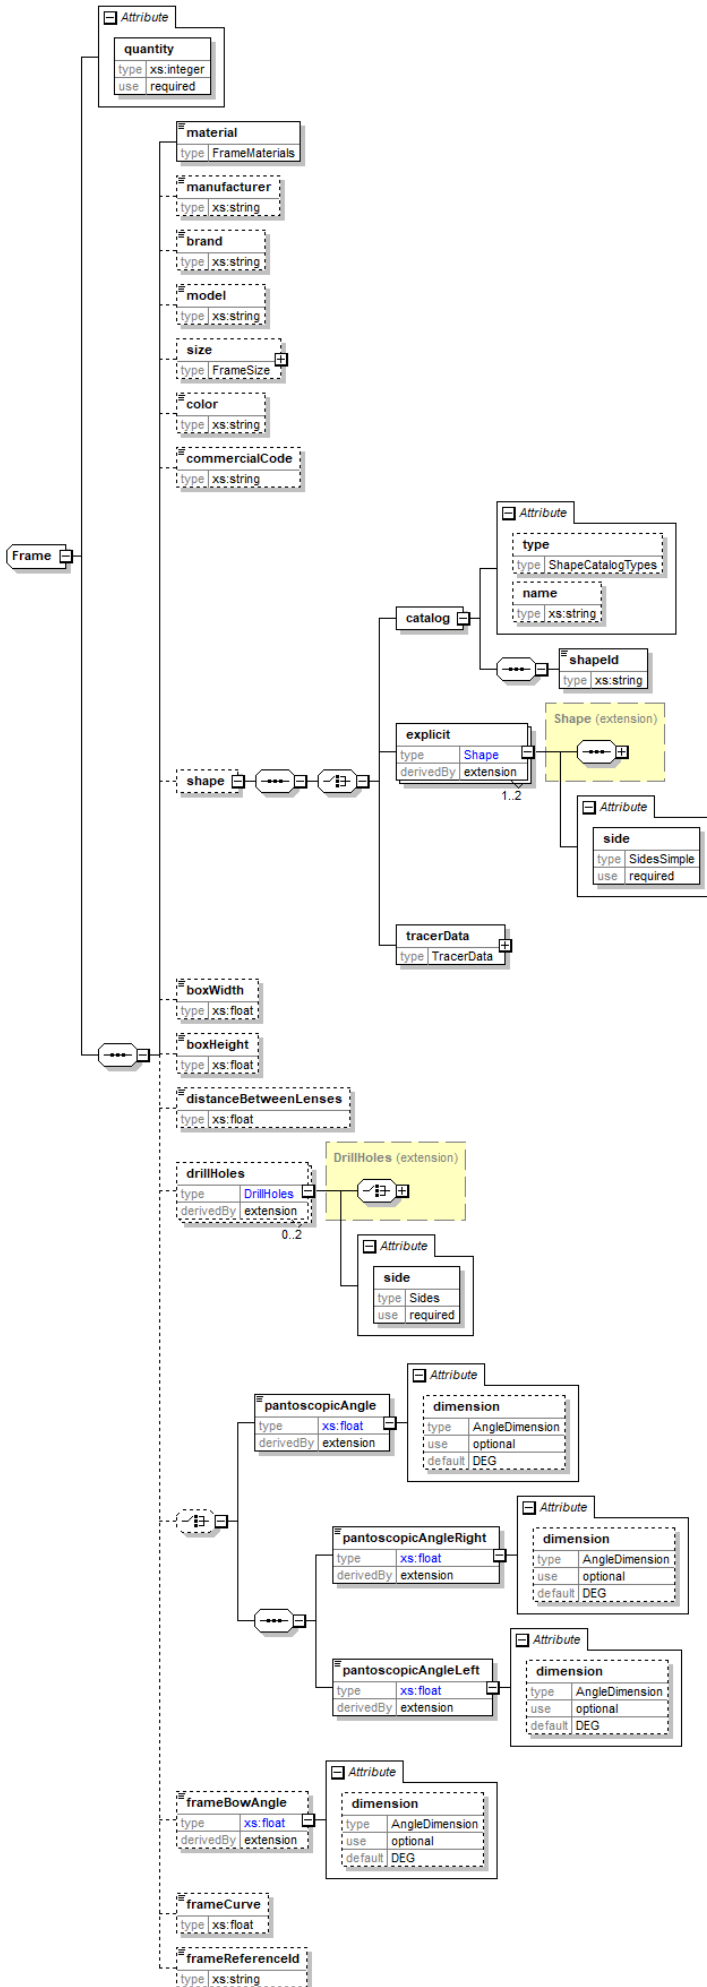 Attribute
quantity
type xs:integer
use required
material
type FrameMaterials
manufacturer
type xs:string
brand
type xs:string
model
type xs:string
size
type FrameSize
color
type xs:string
commercialCode
type xs:string
Frame
Attribute
type
type ShapeCatalogTypes
name
type xs:string
catalog
shapeId
type xs:string
Shape (extension)
explicit
type Shape
derivedBy extension
1..2
Attribute
side
type SidesSimple
use required
shape
tracerData
type TracerData
boxWidth
type xs:float
boxHeight
type xs:float
distanceBetweenLenses
type xs:float
DrillHoles (extension)
drillHoles
type DrillHoles
derivedBy extension
0..2
Attribute
side
type Sides
use required
Attribute
pantoscopicAngle
type xs:float
derivedBy extension
dimension
type AngleDimension
use optional
default DEG
Attribute
pantoscopicAngleRight
type xs:float
derivedBy extension
dimension
type AngleDimension
use optional
default DEG
Attribute
pantoscopicAngleLeft
type xs:float
derivedBy extension
dimension
type AngleDimension
use optional
default DEG
Attribute
frameBowAngle
type xs:float
derivedBy extension
dimension
type AngleDimension
use optional
default DEG
frameCurve
type xs:float
frameReferenceId
type xs:string